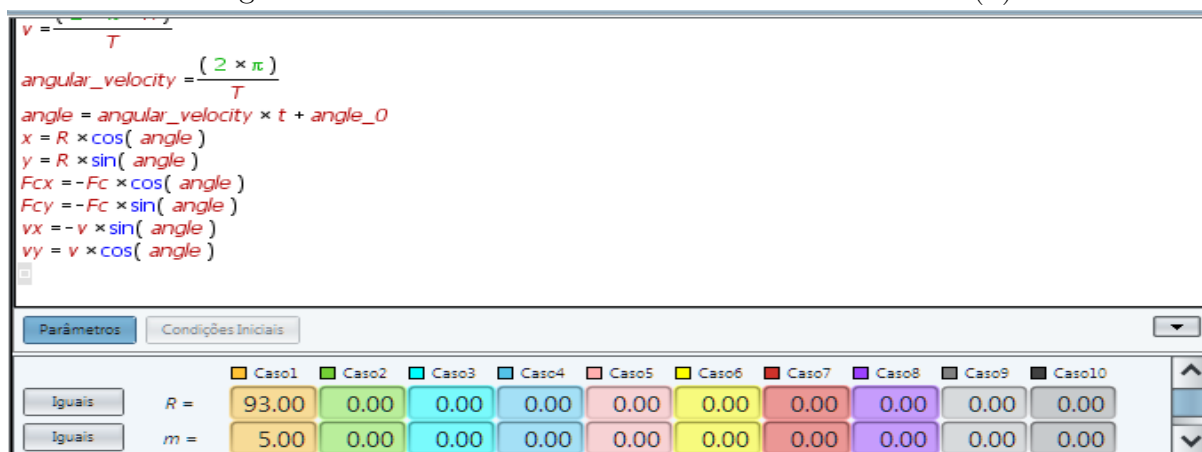 (2)
v = (2 × π × R) / T
angular_velocity = ( 2 × π ) / T
angle = angular_velocity × t + angle_0
x = R × cos( angle )
y = R × sin( angle )
Fcx = -Fc × cos( angle )
Fcy = -Fc × sin( angle )
vx = - v × sin( angle )
vy = v × cos( angle )
Parâmetros Condições Iniciais
Caso1 Caso2 Caso3 Caso4 Caso5 Caso6 Caso7 Caso8 Caso9 Caso10
Iguais R = 93.00 0.00 0.00 0.00 0.00 0.00 0.00 0.00 0.00 0.00
Iguais m = 5.00 0.00 0.00 0.00 0.00 0.00 0.00 0.00 0.00 0.00